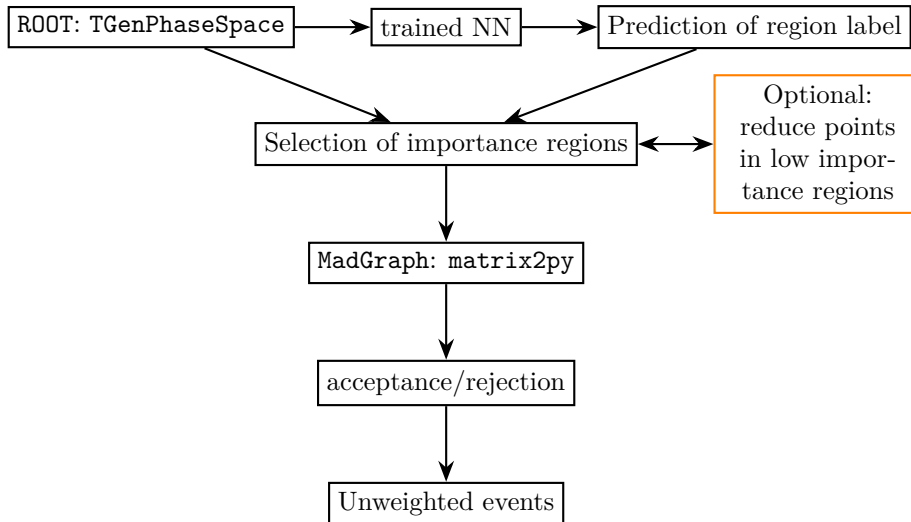 ROOT: TGenPhaseSpace
trained NN
Prediction of region label
Selection of importance regions
Optional:
reduce points
in low impor-
tance regions
MadGraph: matrix2py
acceptance/rejection
Unweighted events